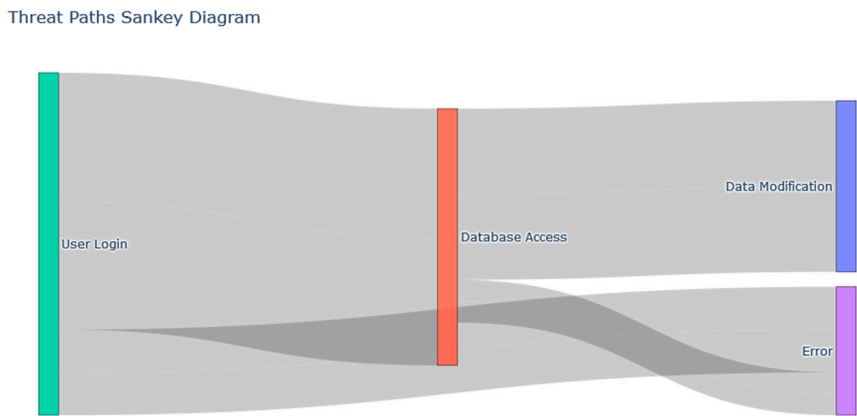 Threat Paths Sankey Diagram
User Login
Database Access
Data Modification
Error